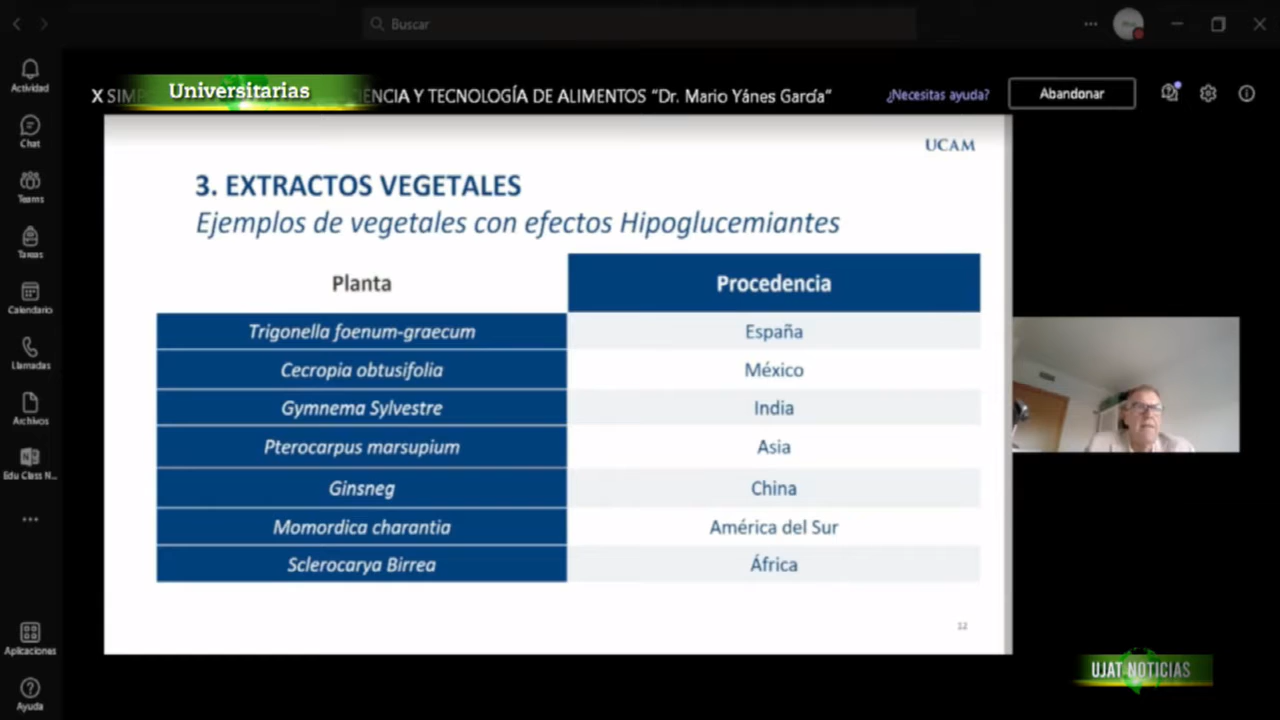 Buscar
Actividad
Chat
Teams
Tareas
Calendario
Llamadas
Archivos
Edu Class N...
Aplicaciones
Ayuda
Universitarias
X SIMP CIENCIA Y TECNOLOGÍA DE ALIMENTOS “Dr. Mario Yánes García”
¿Necesitas ayuda?
Abandonar
UCAM
3. EXTRACTOS VEGETALES
Ejemplos de vegetales con efectos Hipoglucemiantes
Planta Procedencia
Trigonella foenum-graecum España
Cecropia obtusifolia México
Gymnema Sylvestre India
Pterocarpus marsupium Asia
Ginsneg China
Momordica charantia América del Sur
Sclerocarya Birrea África
12
UJAT NOTICIAS